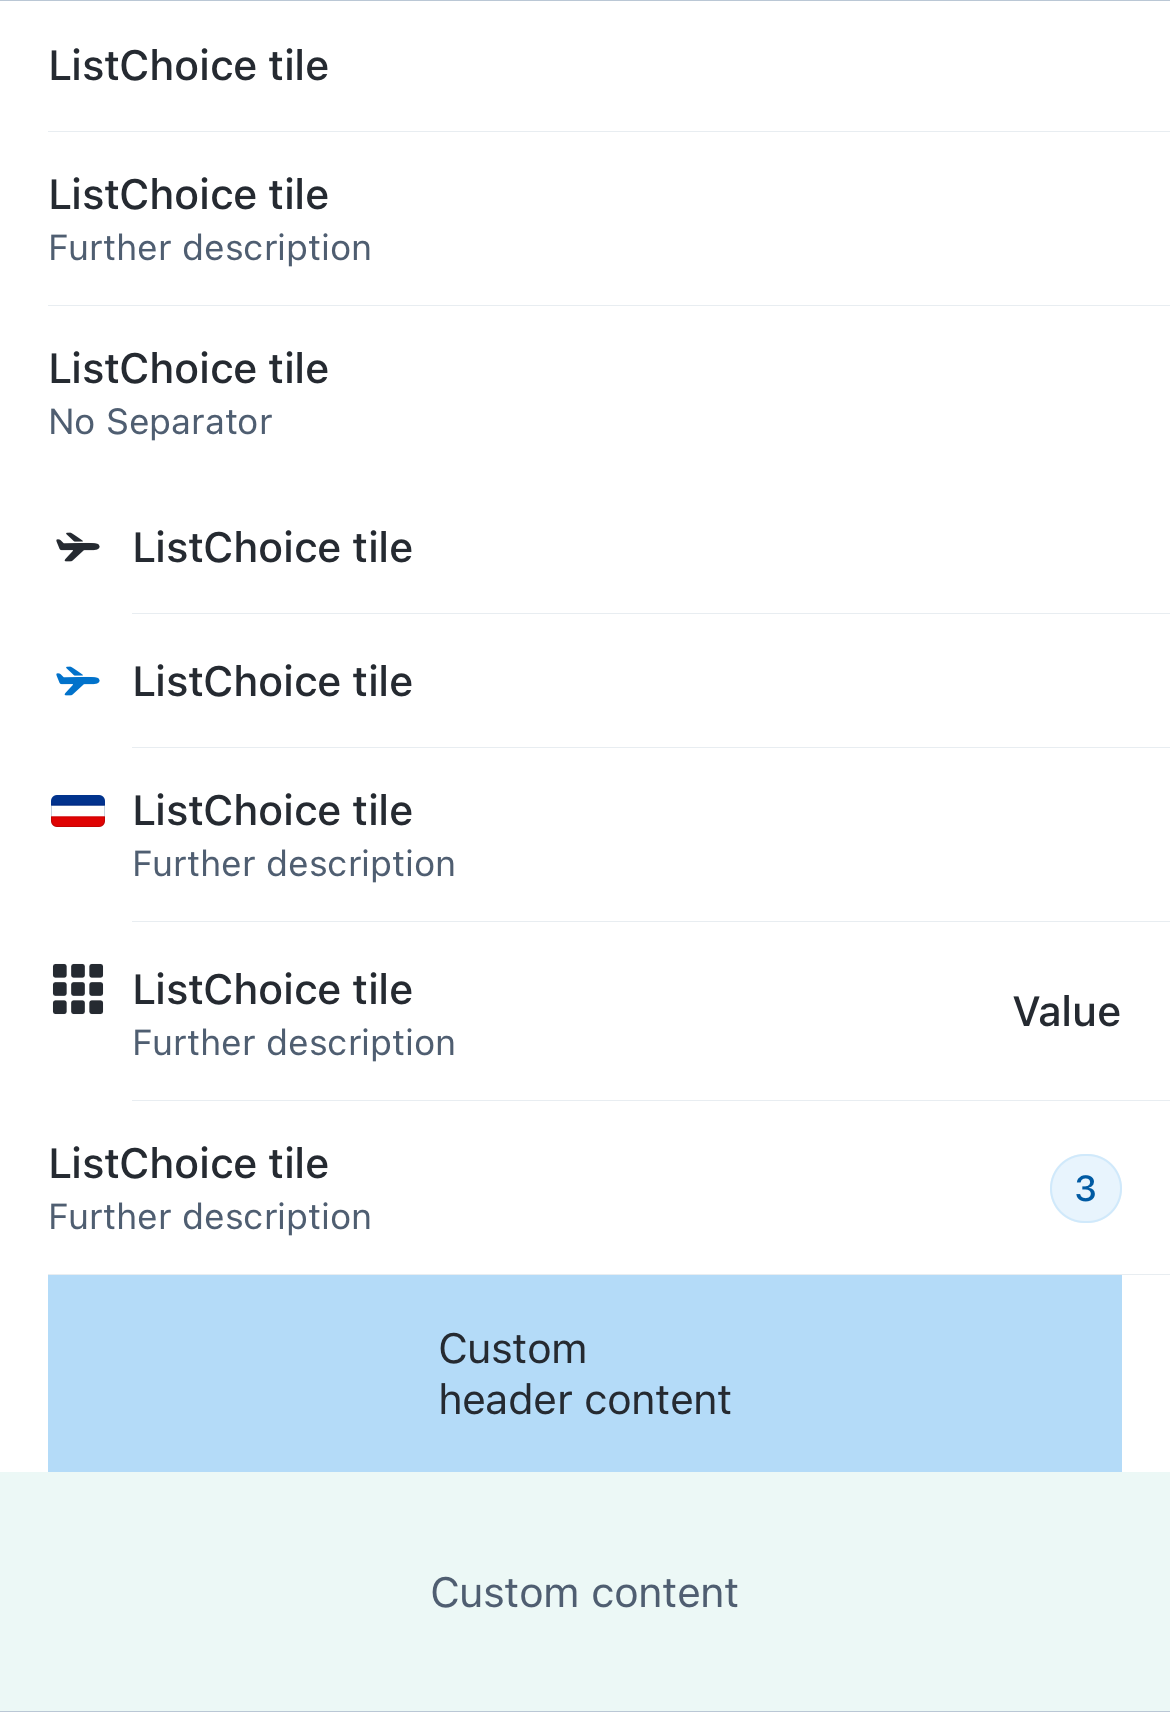 ListChoice tile
ListChoice tile
Further description
ListChoice tile
No Separator
ListChoice tile
ListChoice tile
ListChoice tile
Further description
ListChoice tile
Further description
Value
ListChoice tile
Further description
3
Custom
header content
Custom content